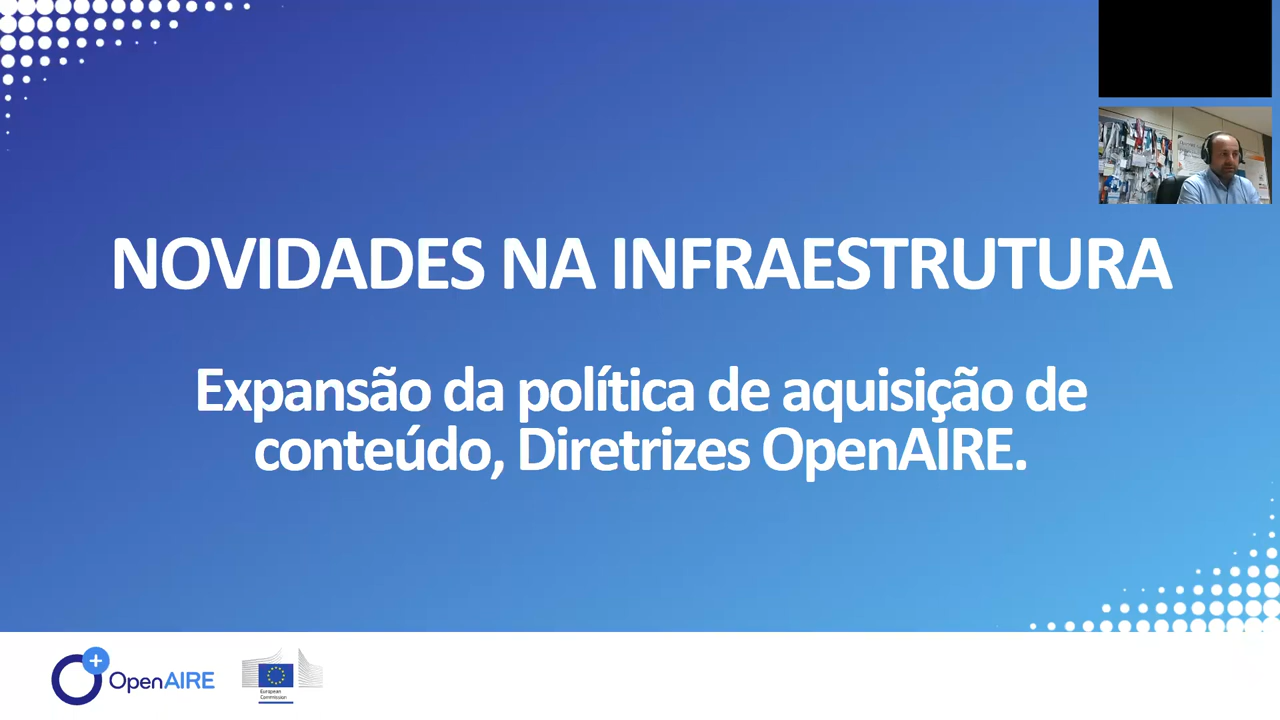 NOVIDADES NA INFRAESTRUTURA
Expansão da política de aquisição de
conteúdo, Diretrizes OpenAIRE.
OpenAIRE
European
Commission